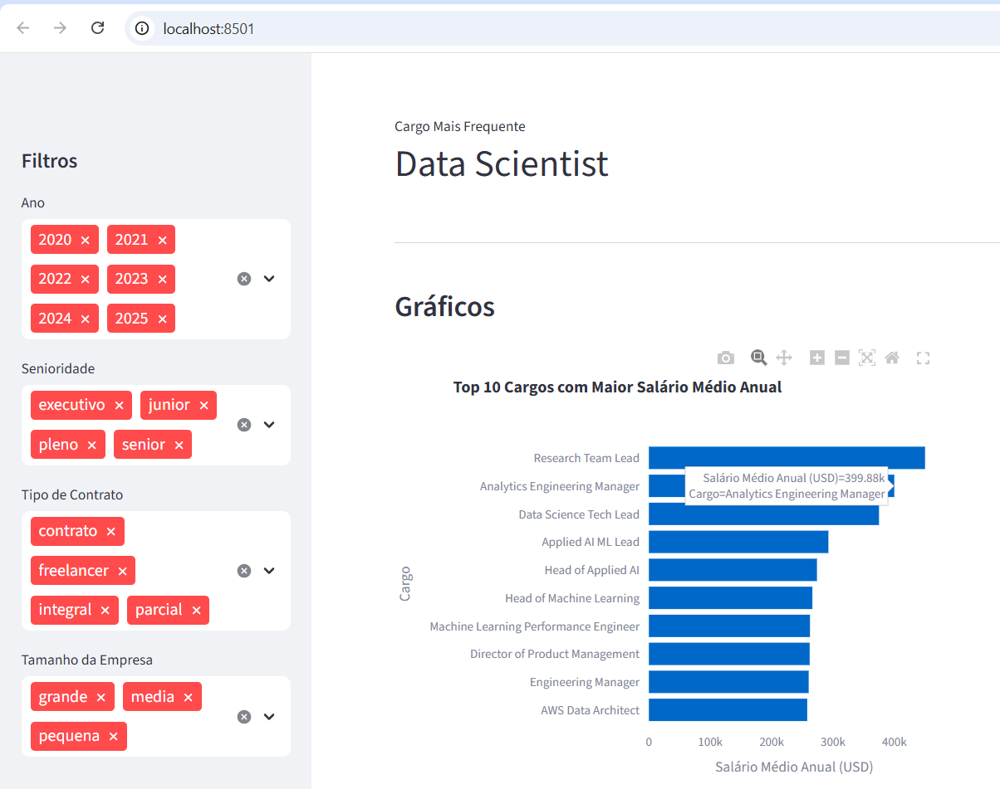 localhost:8501
Filtros
Ano
2020 2021
2022 2023
2024 2025
Senioridade
executivo junior
pleno senior
Tipo de Contrato
contrato
freelancer
integral parcial
Tamanho da Empresa
grande media
pequena
Cargo Mais Frequente
Data Scientist
Gráficos
Top 10 Cargos com Maior Salário Médio Anual
Cargo
Research Team Lead
Analytics Engineering Manager
Salário Médio Anual (USD)=399.88k
Cargo=Analytics Engineering Manager
Data Science Tech Lead
Applied AI ML Lead
Head of Applied AI
Head of Machine Learning
Machine Learning Performance Engineer
Director of Product Management
Engineering Manager
AWS Data Architect
0 100k 200k 300k 400k
Salário Médio Anual (USD)